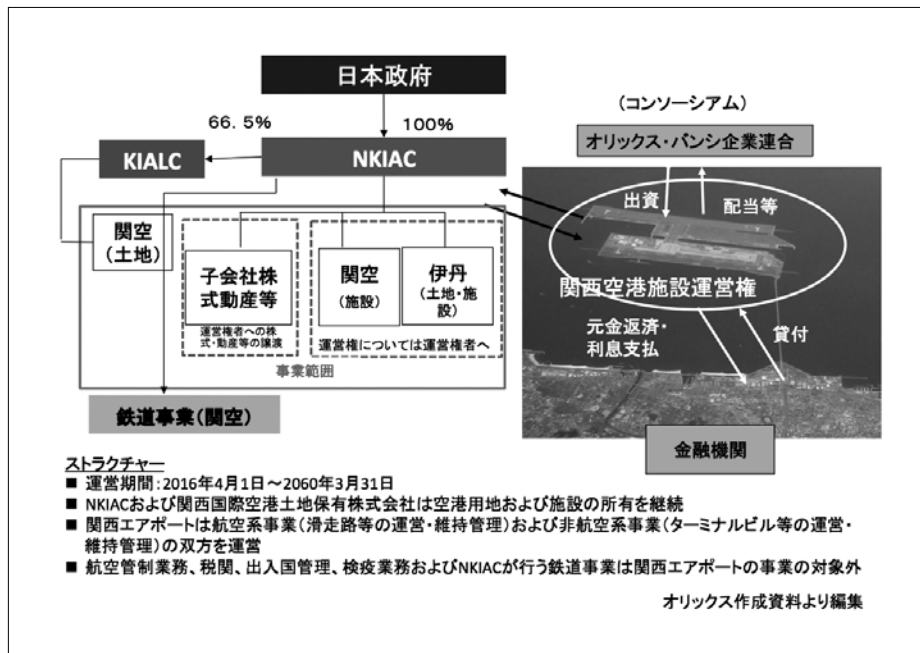 日本政府
66.5%
100%
(コンソーシアム)
オリックス・バンシ企業連合
KIALC
NKIAC
出資
配当等
関空
(土地)
子会社株
式動産等
関空
(施設)
伊丹
(土地・施
設)
関西空港施設運営権
運営権者への株
式・動産等の譲渡
運営権については運営権者へ
元金返済・
利息支払
貸付
事業範囲
鉄道事業(関空)
金融機関
ストラクチャー
■ 運営期間:2016年4月1日～2060年3月31日
■ NKIACおよび関西国際空港土地保有株式会社は空港用地および施設の所有を継続
■ 関西エアポートは航空系事業(滑走路等の運営・維持管理)および非航空系事業(ターミナルビル等の運営・
維持管理)の双方を運営
■ 航空管制業務、税関、出入国管理、検疫業務およびNKIACが行う鉄道事業は関西エアポートの事業の対象外
オリックス作成資料より編集